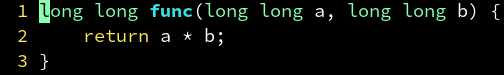 1 long long func(long long a, long long b) {
2     return a * b;
3 }